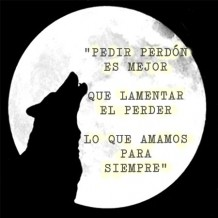 "PEDIR PERDÓN
ES MEJOR
QUE LAMENTAR
EL PERDER
LO QUE AMAMOS
PARA
SIEMPRE"